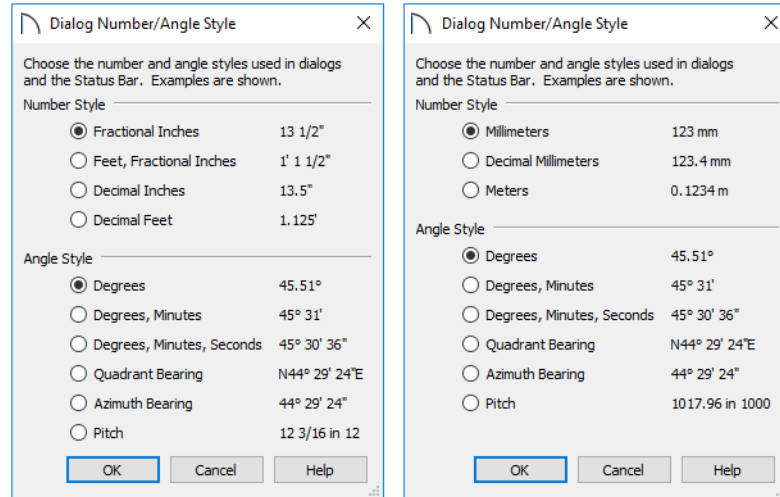 Dialog Number/Angle Style
Choose the number and angle styles used in dialogs
and the Status Bar. Examples are shown.
Number Style
Fractional Inches 13 1/2"
Feet, Fractional Inches 1' 1 1/2"
Decimal Inches 13.5"
Decimal Feet 1.125'
Angle Style
Degrees 45.51°
Degrees, Minutes 45° 31'
Degrees, Minutes, Seconds 45° 30' 36"
Quadrant Bearing N44° 29' 24"E
Azimuth Bearing 44° 29' 24"
Pitch 12 3/16 in 12
OK Cancel Help
Dialog Number/Angle Style
Choose the number and angle styles used in dialogs
and the Status Bar. Examples are shown.
Number Style
Millimeters 123 mm
Decimal Millimeters 123.4 mm
Meters 0.1234 m
Angle Style
Degrees 45.51°
Degrees, Minutes 45° 31'
Degrees, Minutes, Seconds 45° 30' 36"
Quadrant Bearing N44° 29' 24"E
Azimuth Bearing 44° 29' 24"
Pitch 1017.96 in 1000
OK Cancel Help